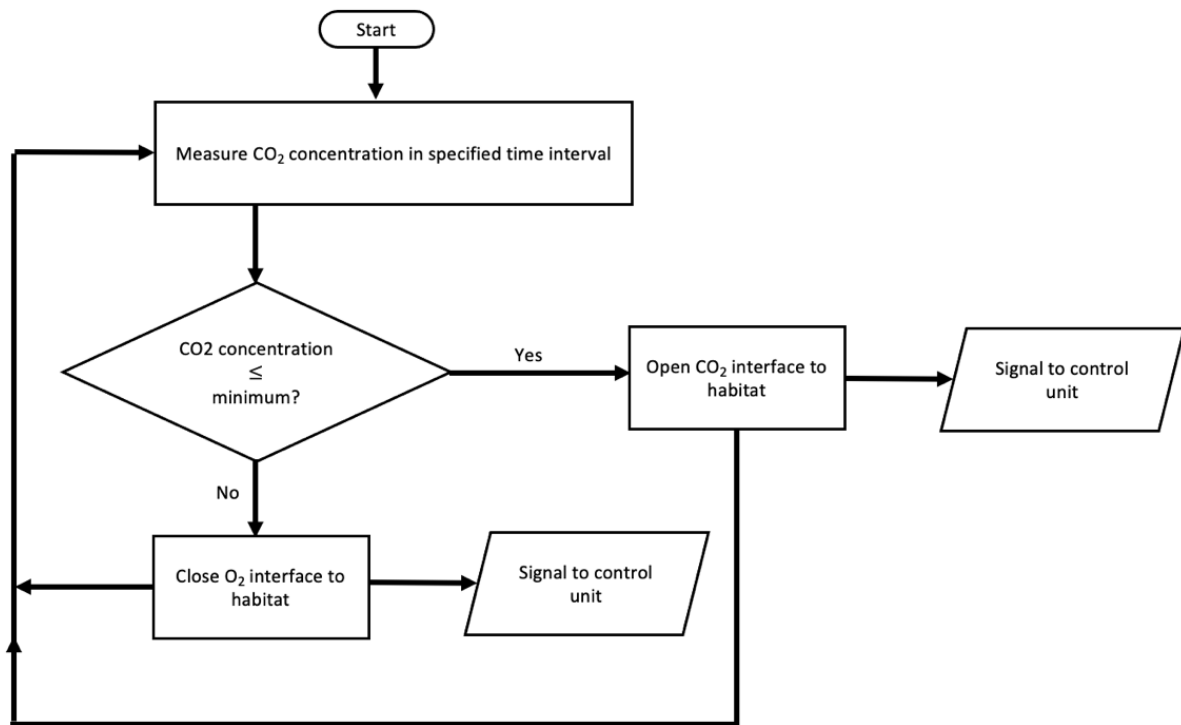 Start
Measure CO₂ concentration in specified time interval
CO2 concentration
≤
minimum?
Yes
Open CO₂ interface to
habitat
Signal to control
unit
No
Close O₂ interface to
habitat
Signal to control
unit